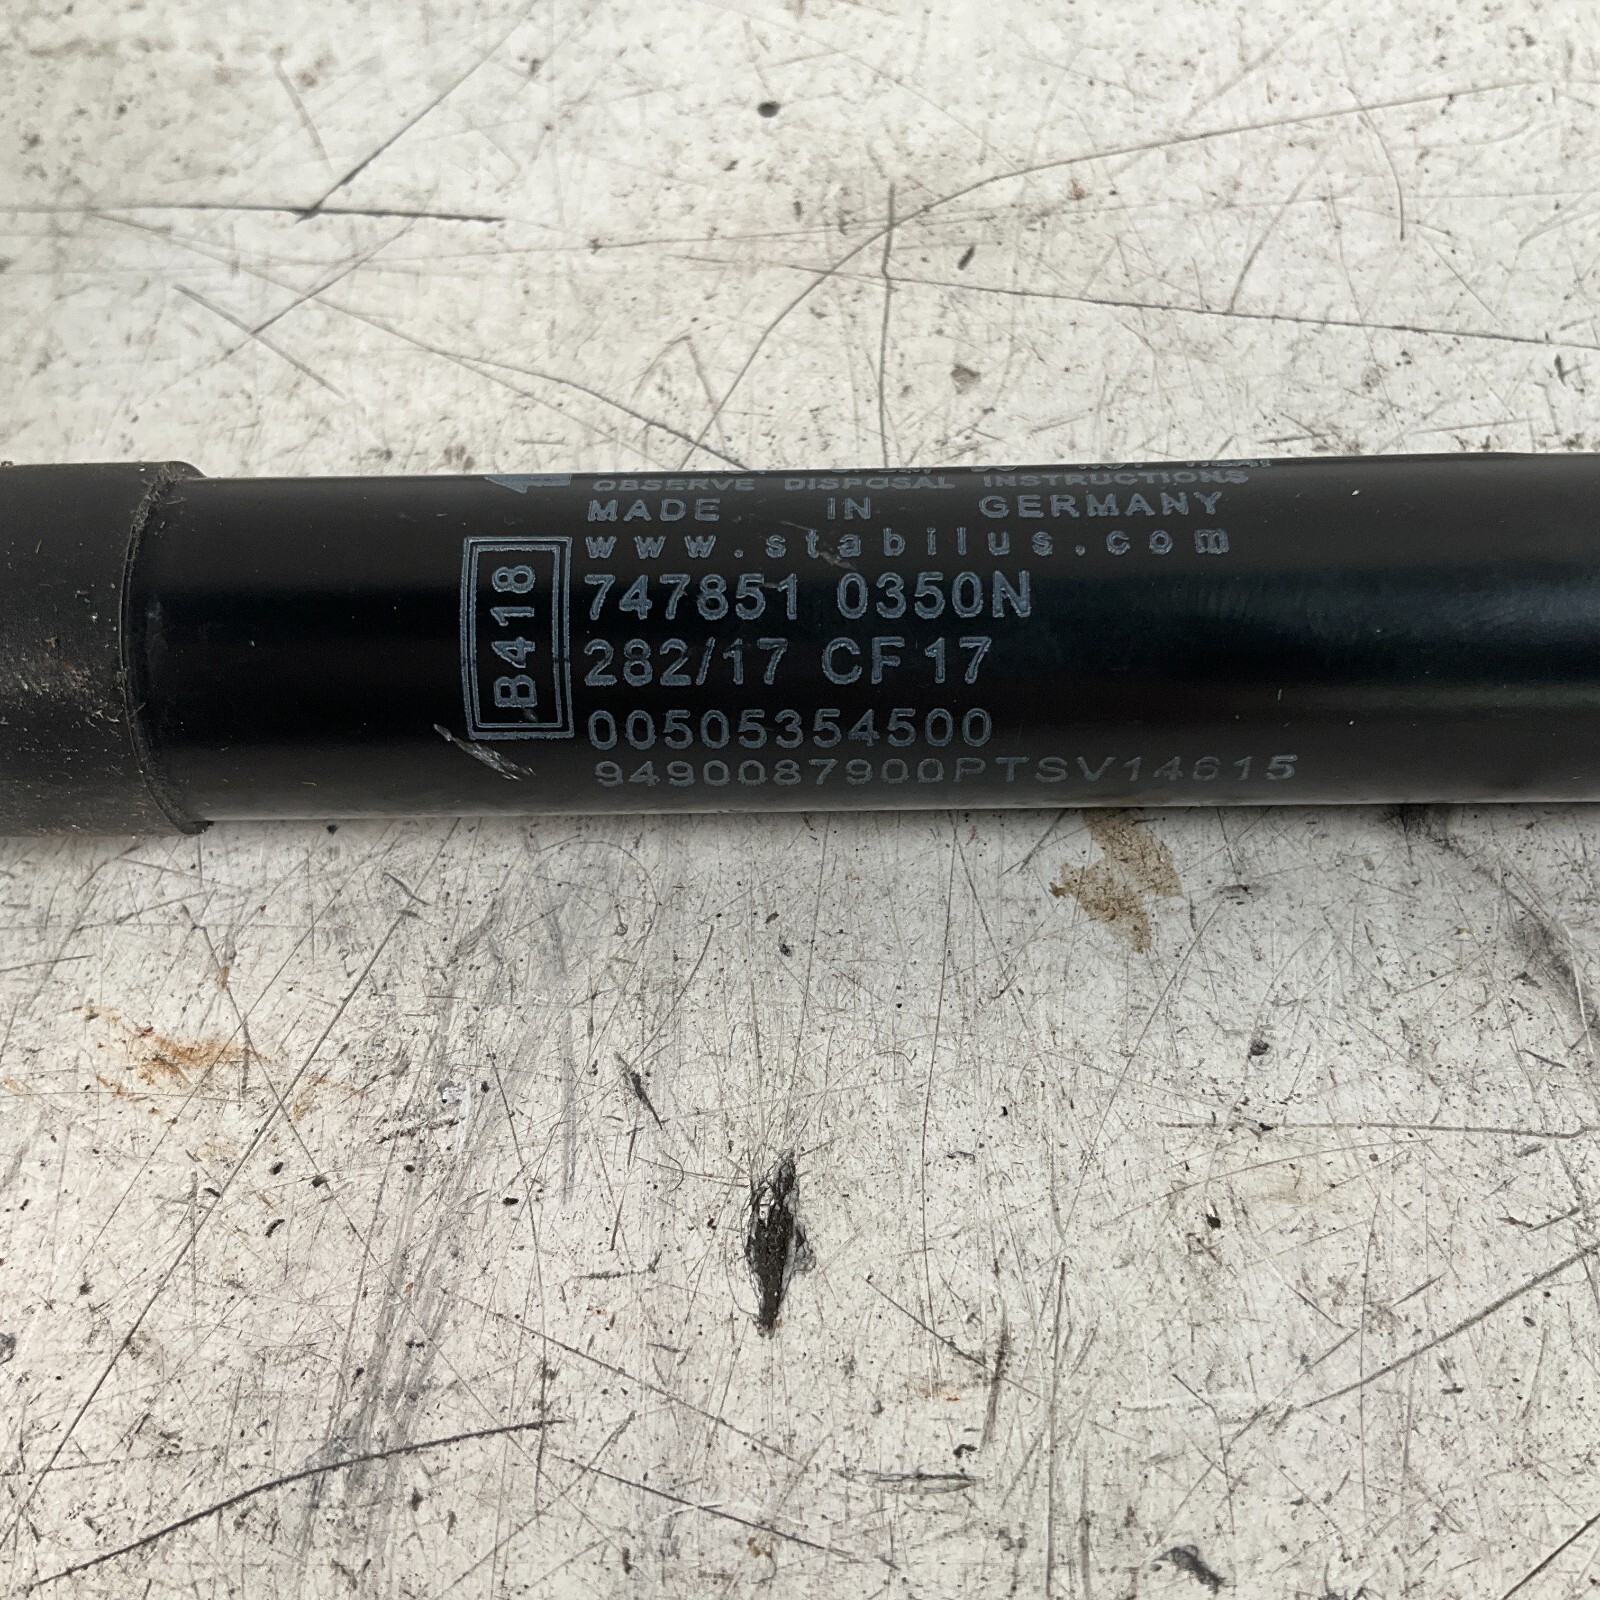 OBSERVE DISPOSAL INSTRUCTIONS
MADE IN GERMANY
www.stabilus.com
B418
747851 0350N
282/17 CF17
00505354500
9490087900PTSV14615